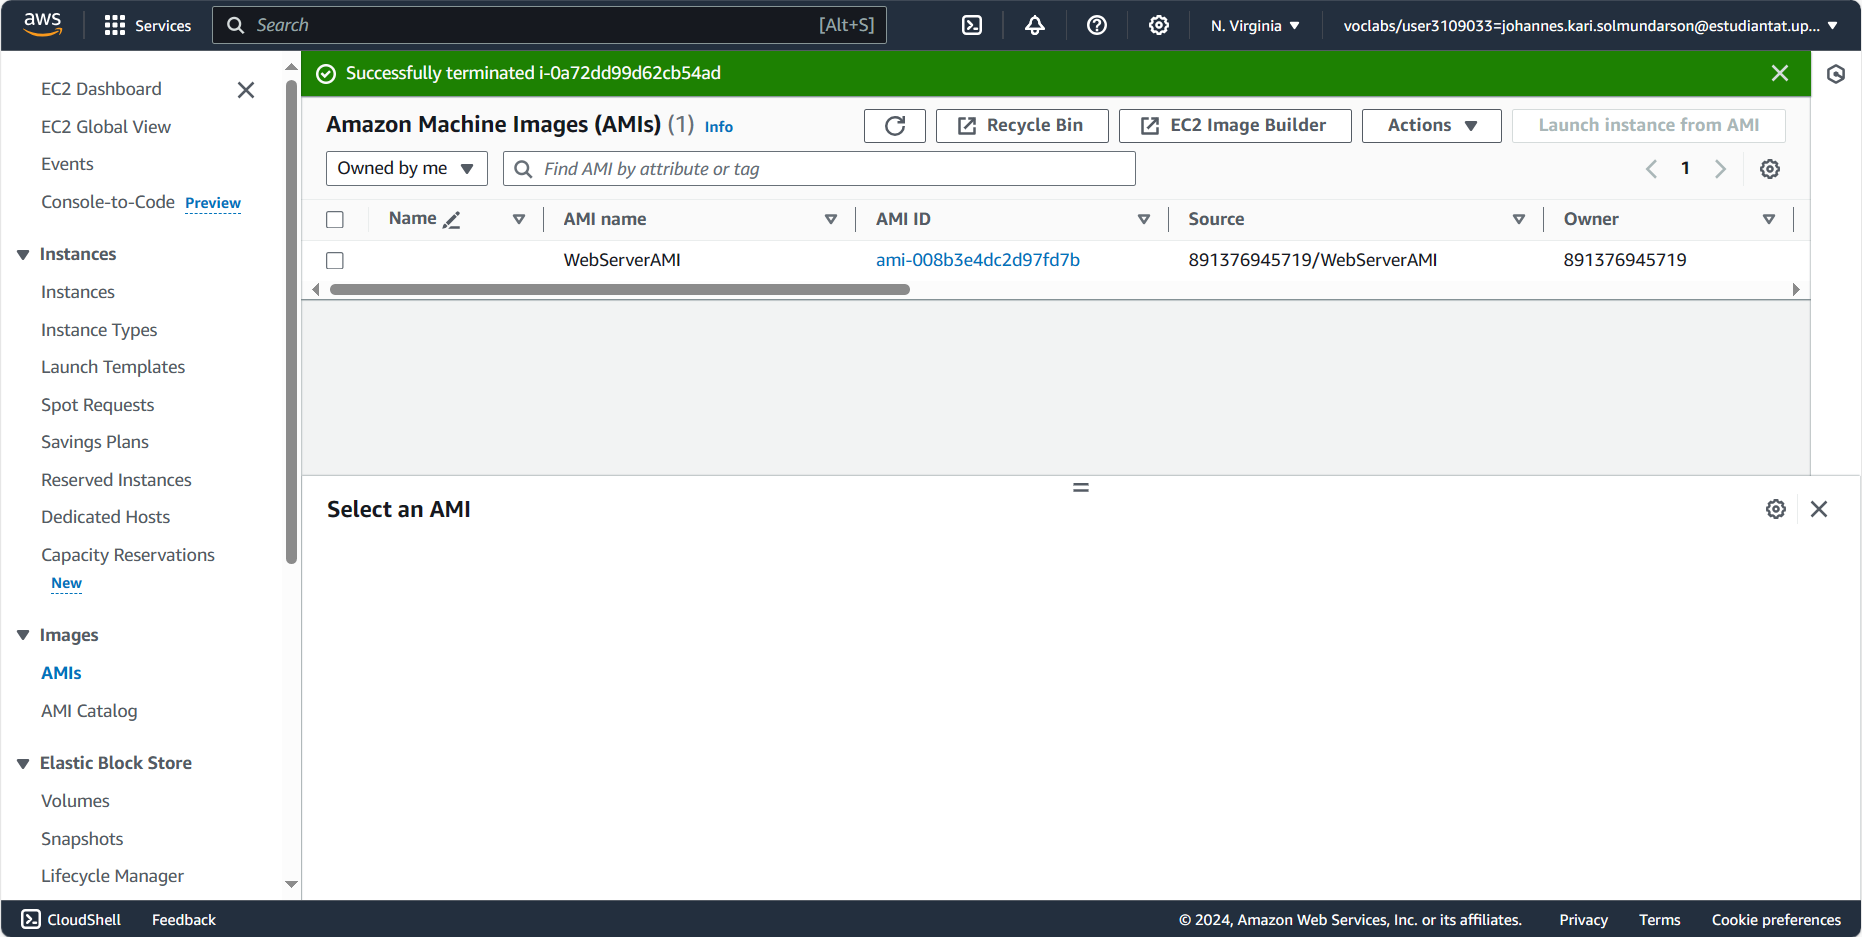 aws Services Search [Alt+S] N. Virginia voclabs/user3109033=johannes.kari.solmundarson@estudiantat.up...
EC2 Dashboard
EC2 Global View
Events
Console-to-Code Preview
Instances
Instances
Instance Types
Launch Templates
Spot Requests
Savings Plans
Reserved Instances
Dedicated Hosts
Capacity Reservations
New
Images
AMIs
AMI Catalog
Elastic Block Store
Volumes
Snapshots
Lifecycle Manager
Successfully terminated i-0a72dd99d62cb54ad
Amazon Machine Images (AMIs) (1) Info Recycle Bin EC2 Image Builder Actions Launch instance from AMI
Owned by me Find AMI by attribute or tag 1
Name AMI name AMI ID Source Owner
WebServerAMI ami-008b3e4dc2d97fd7b 891376945719/WebServerAMI 891376945719
Select an AMI
CloudShell Feedback © 2024, Amazon Web Services, Inc. or its affiliates. Privacy Terms Cookie preferences